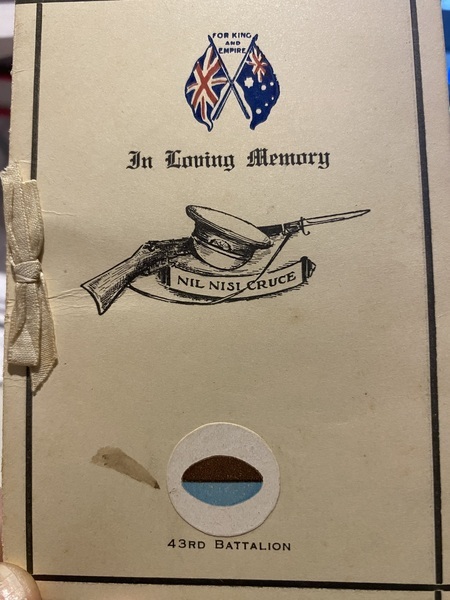 FOR KING
AND
EMPIRE
In Loving Memory
NIL NISI CRUCE
43RD BATTALION